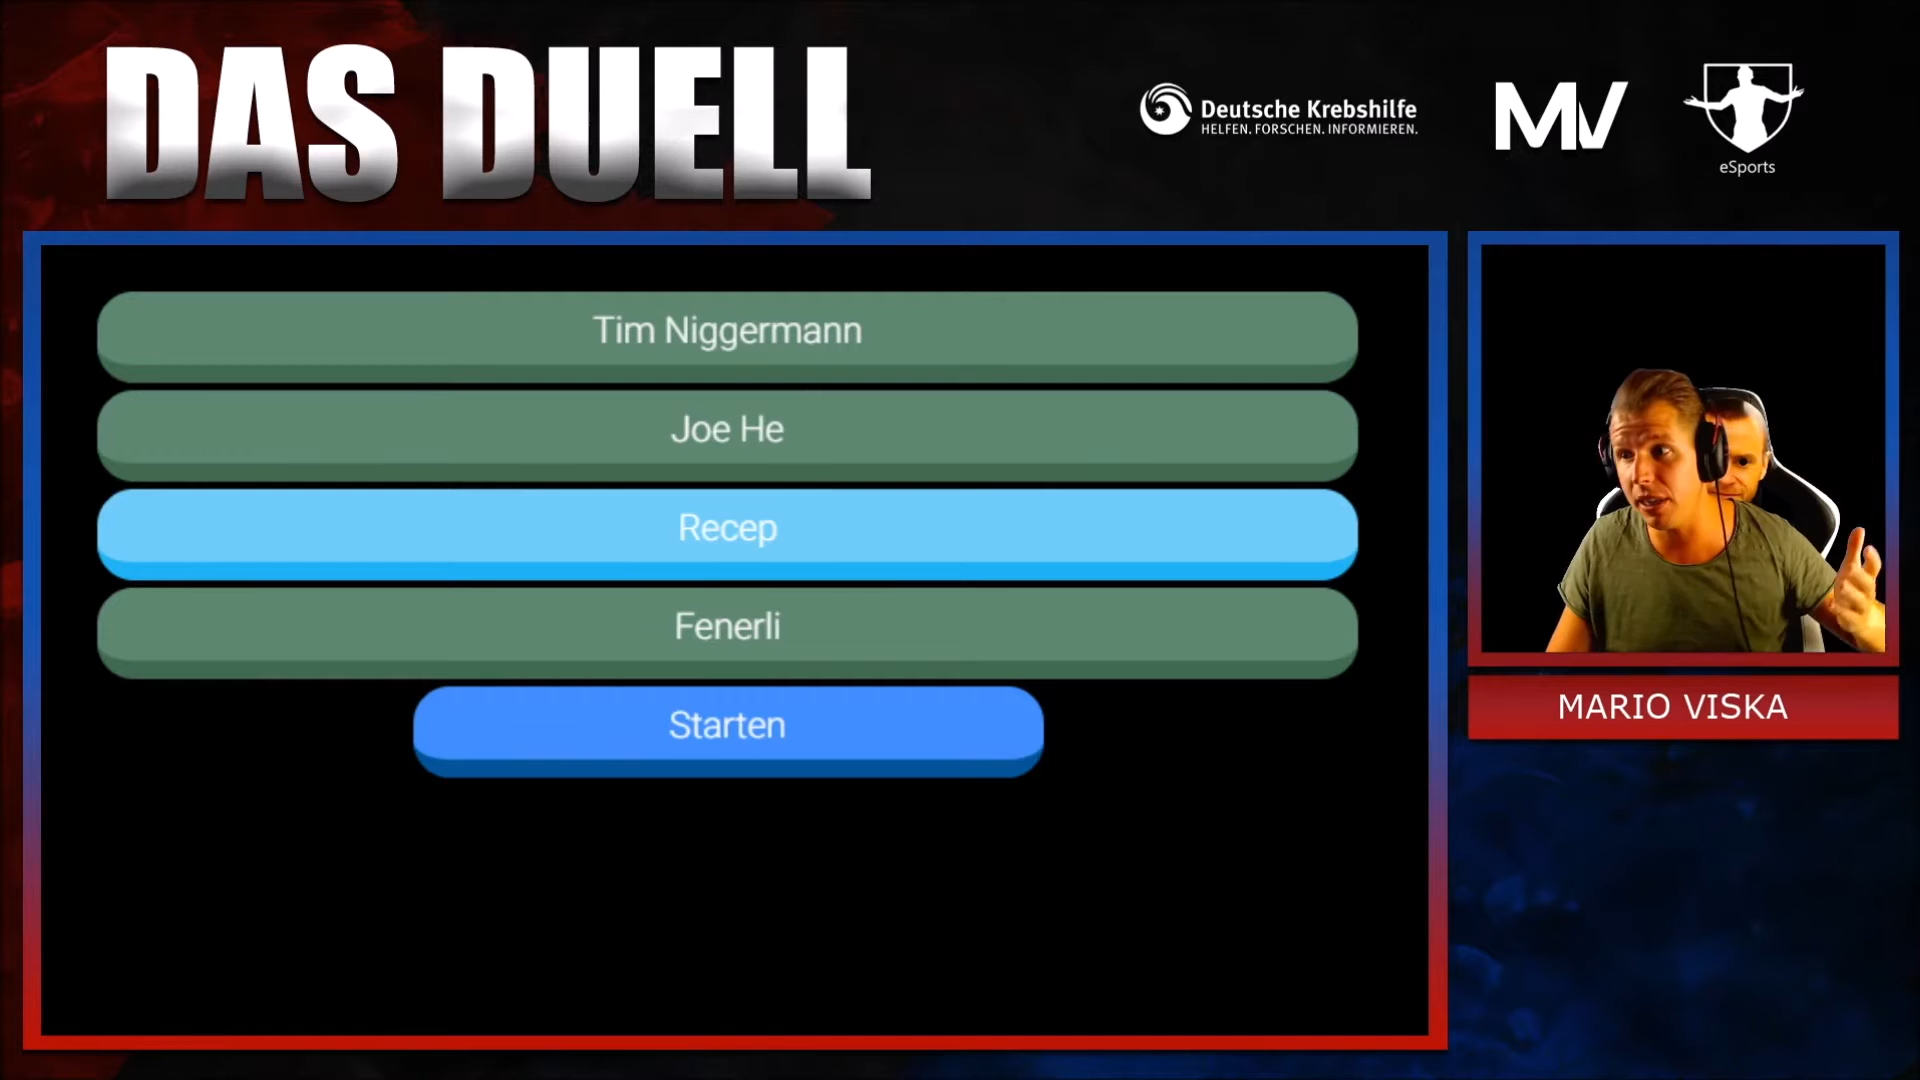 DAS DUELL
Deutsche Krebshilfe
HELFEN. FORSCHEN. INFORMIEREN.
MV
eSports
Tim Niggermann
Joe He
Recep
Fenerli
Starten
MARIO VISKA